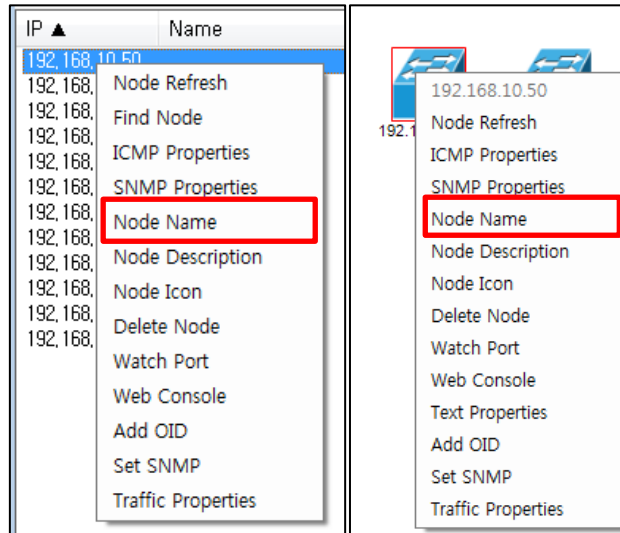 IP ▲ Name
192, 168, 10, 50
192, 168,
192, 168,
192, 168,
192, 168,
192, 168,
192, 168,
192, 168,
192, 168,
192, 168,
192, 168,
192, 168,
Node Refresh
Find Node
ICMP Properties
SNMP Properties
Node Name
Node Description
Node Icon
Delete Node
Watch Port
Web Console
Add OID
Set SNMP
Traffic Properties
192.1
192.168.10.50
Node Refresh
ICMP Properties
SNMP Properties
Node Name
Node Description
Node Icon
Delete Node
Watch Port
Web Console
Text Properties
Add OID
Set SNMP
Traffic Properties